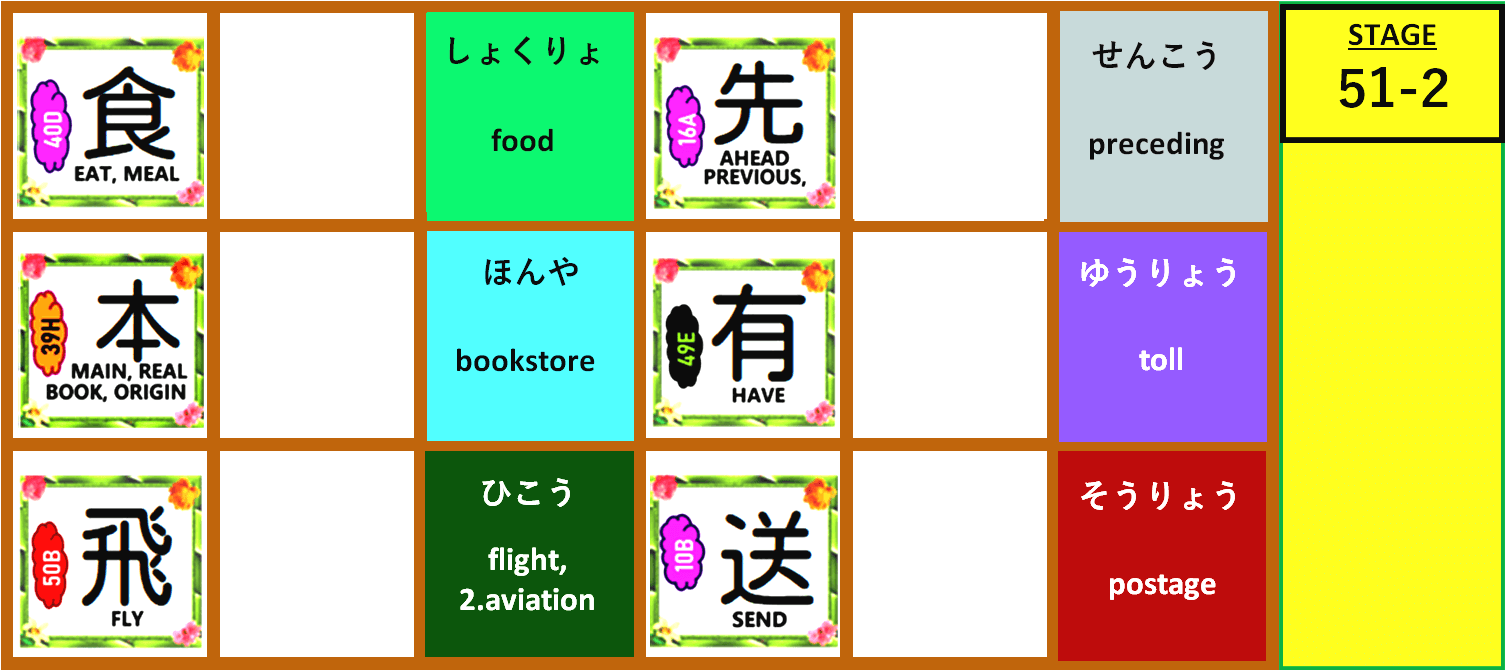 40D
食
EAT, MEAL
しょくりょ
food
16A
先
AHEAD
PREVIOUS,
せんこう
preceding
STAGE
51-2
39H
本
MAIN, REAL
BOOK, ORIGIN
ほんや
bookstore
49E
有
HAVE
ゆうりょう
toll
50B
飛
FLY
ひこう
flight,
2.aviation
10B
送
SEND
そうりょう
postage